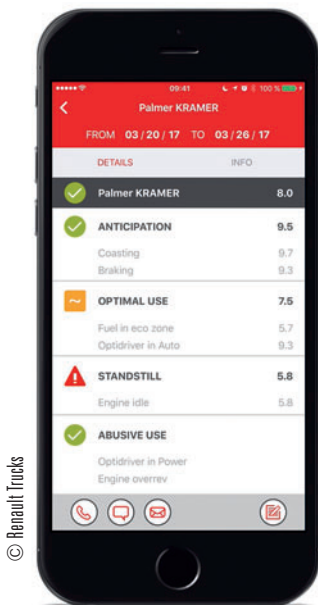 09:41 100 %
Palmer KRAMER
FROM 03/20/17 TO 03/26/17
DETAILS INFO
Palmer KRAMER 8.0
ANTICIPATION 9.5
Coasting 9.7
Braking 9.3
OPTIMAL USE 7.5
Fuel in eco zone 5.7
Optidriver in Auto 9.3
STANDSTILL 5.8
Engine idle 5.8
ABUSIVE USE
Optidriver in Power
Engine overrev
© Renault Trucks